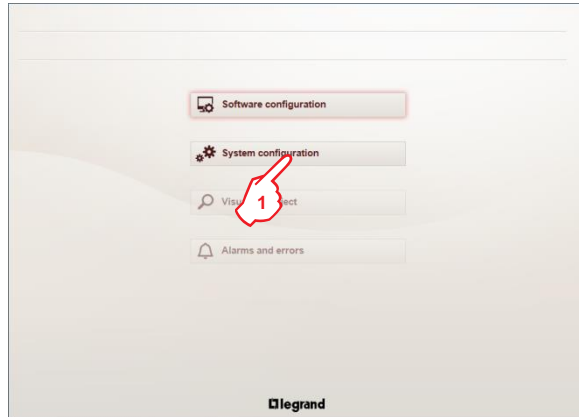 Software configuration
System configuration
1
Alarms and errors
legrand